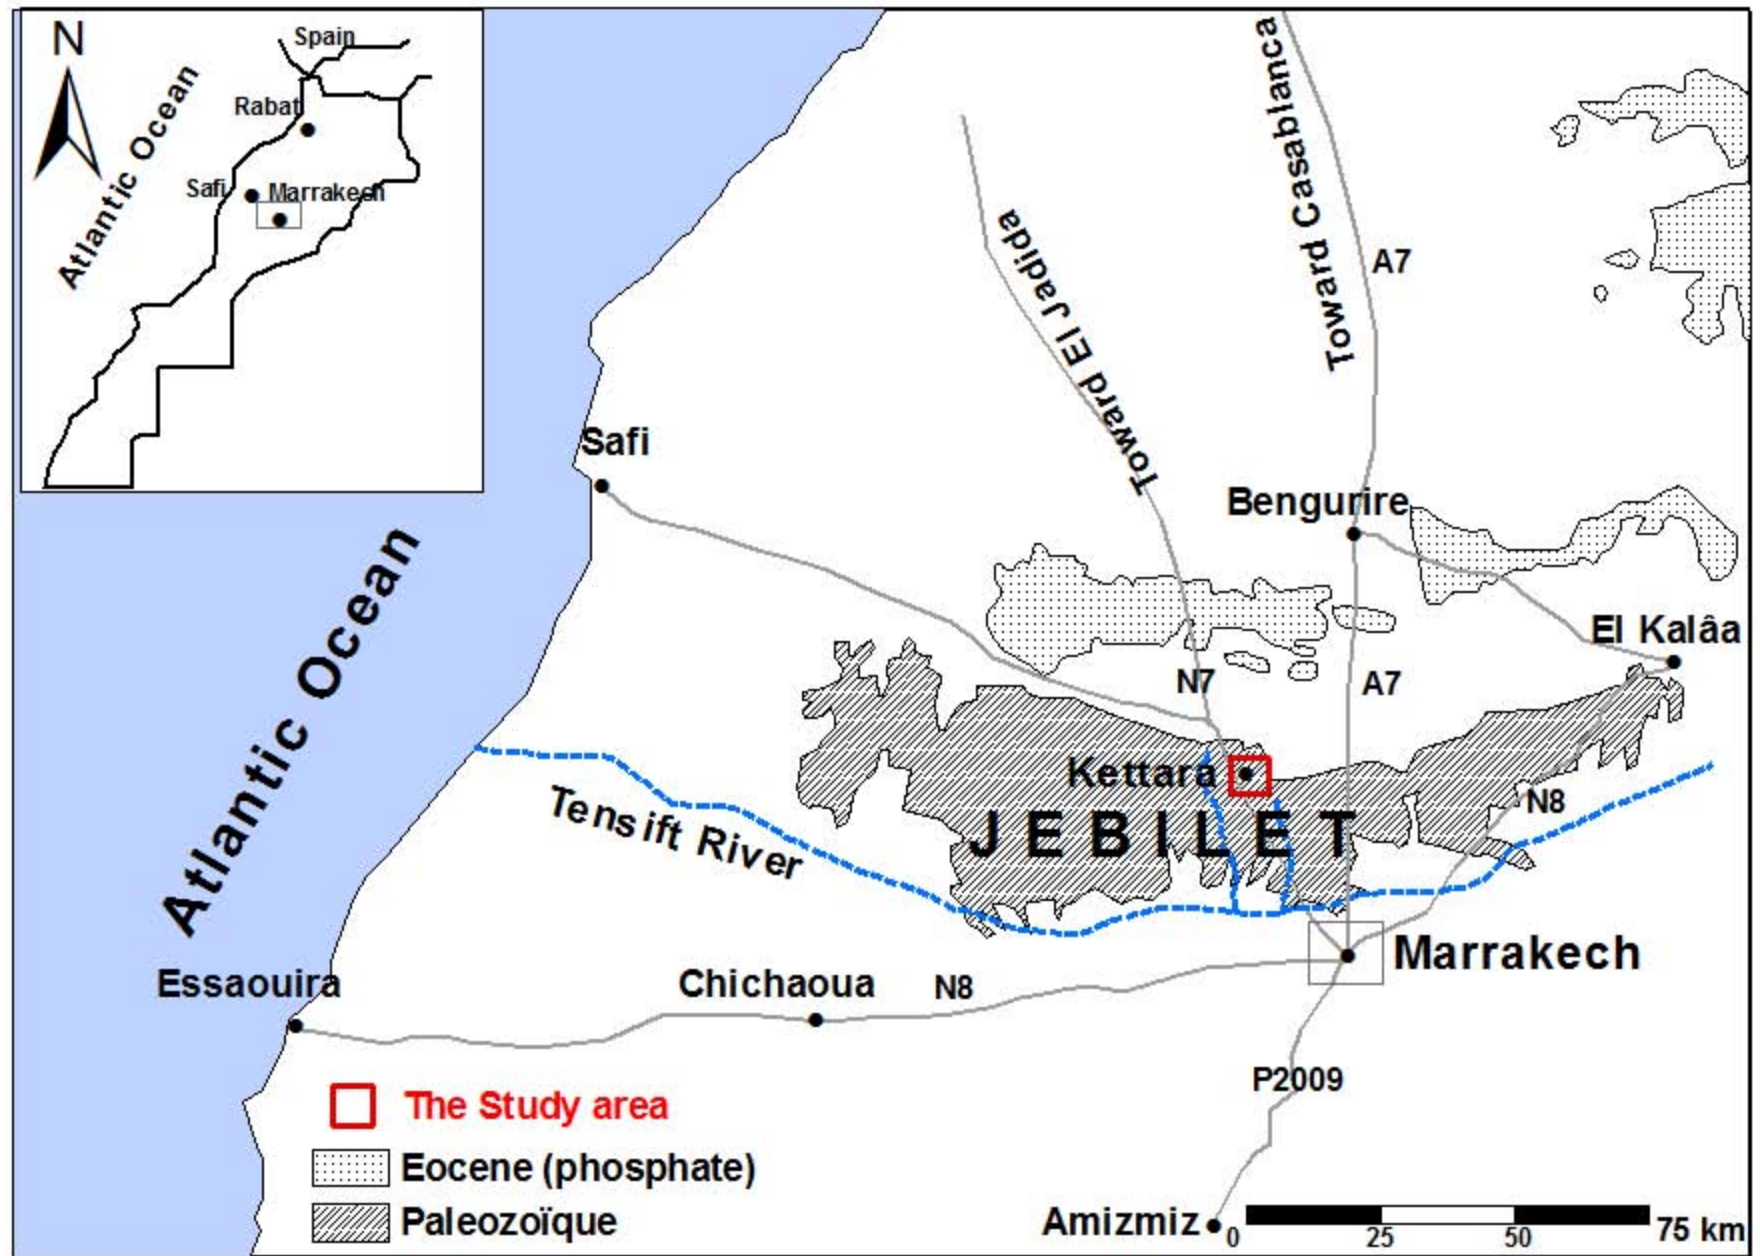 N
Spain
Atlantic Ocean
Rabat
Safi
Marrakech
Toward Casablanca
Toward El Jadida
A7
Safi
Bengurire
Atlantic Ocean
El Kalâa
N7
A7
Kettara
N8
JEBILET
Tensift River
Marrakech
Essaouira
Chichaoua
N8
P2009
The Study area
Eocene (phosphate)
Paleozoïque
Amizmiz
0 25 50 75 km